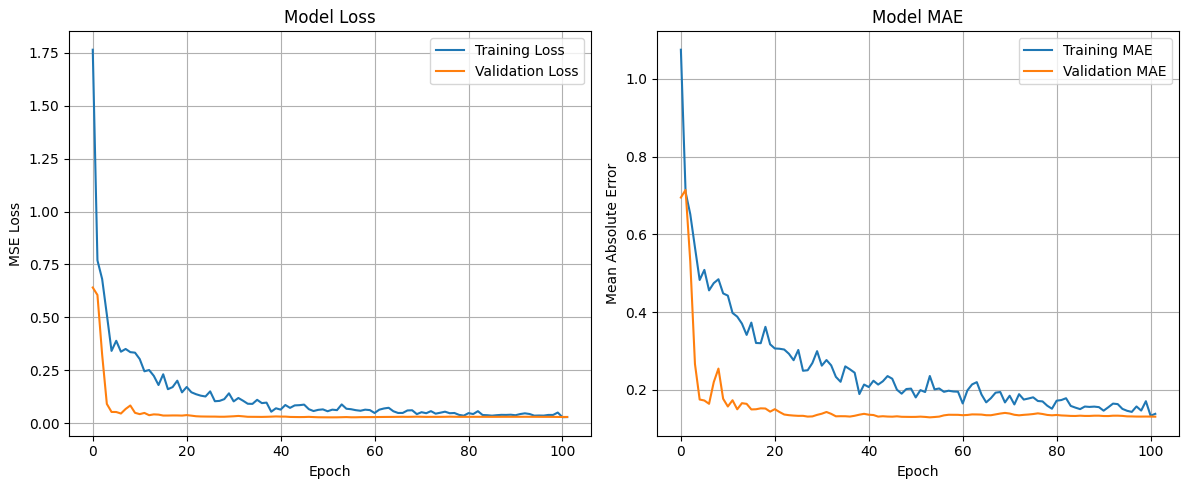 Model Loss
MSE Loss
1.75
1.50
1.25
1.00
0.75
0.50
0.25
0.00
Training Loss
Validation Loss
0 20 40 60 80 100
Epoch
Model MAE
Mean Absolute Error
1.0
0.8
0.6
0.4
0.2
Training MAE
Validation MAE
0 20 40 60 80 100
Epoch